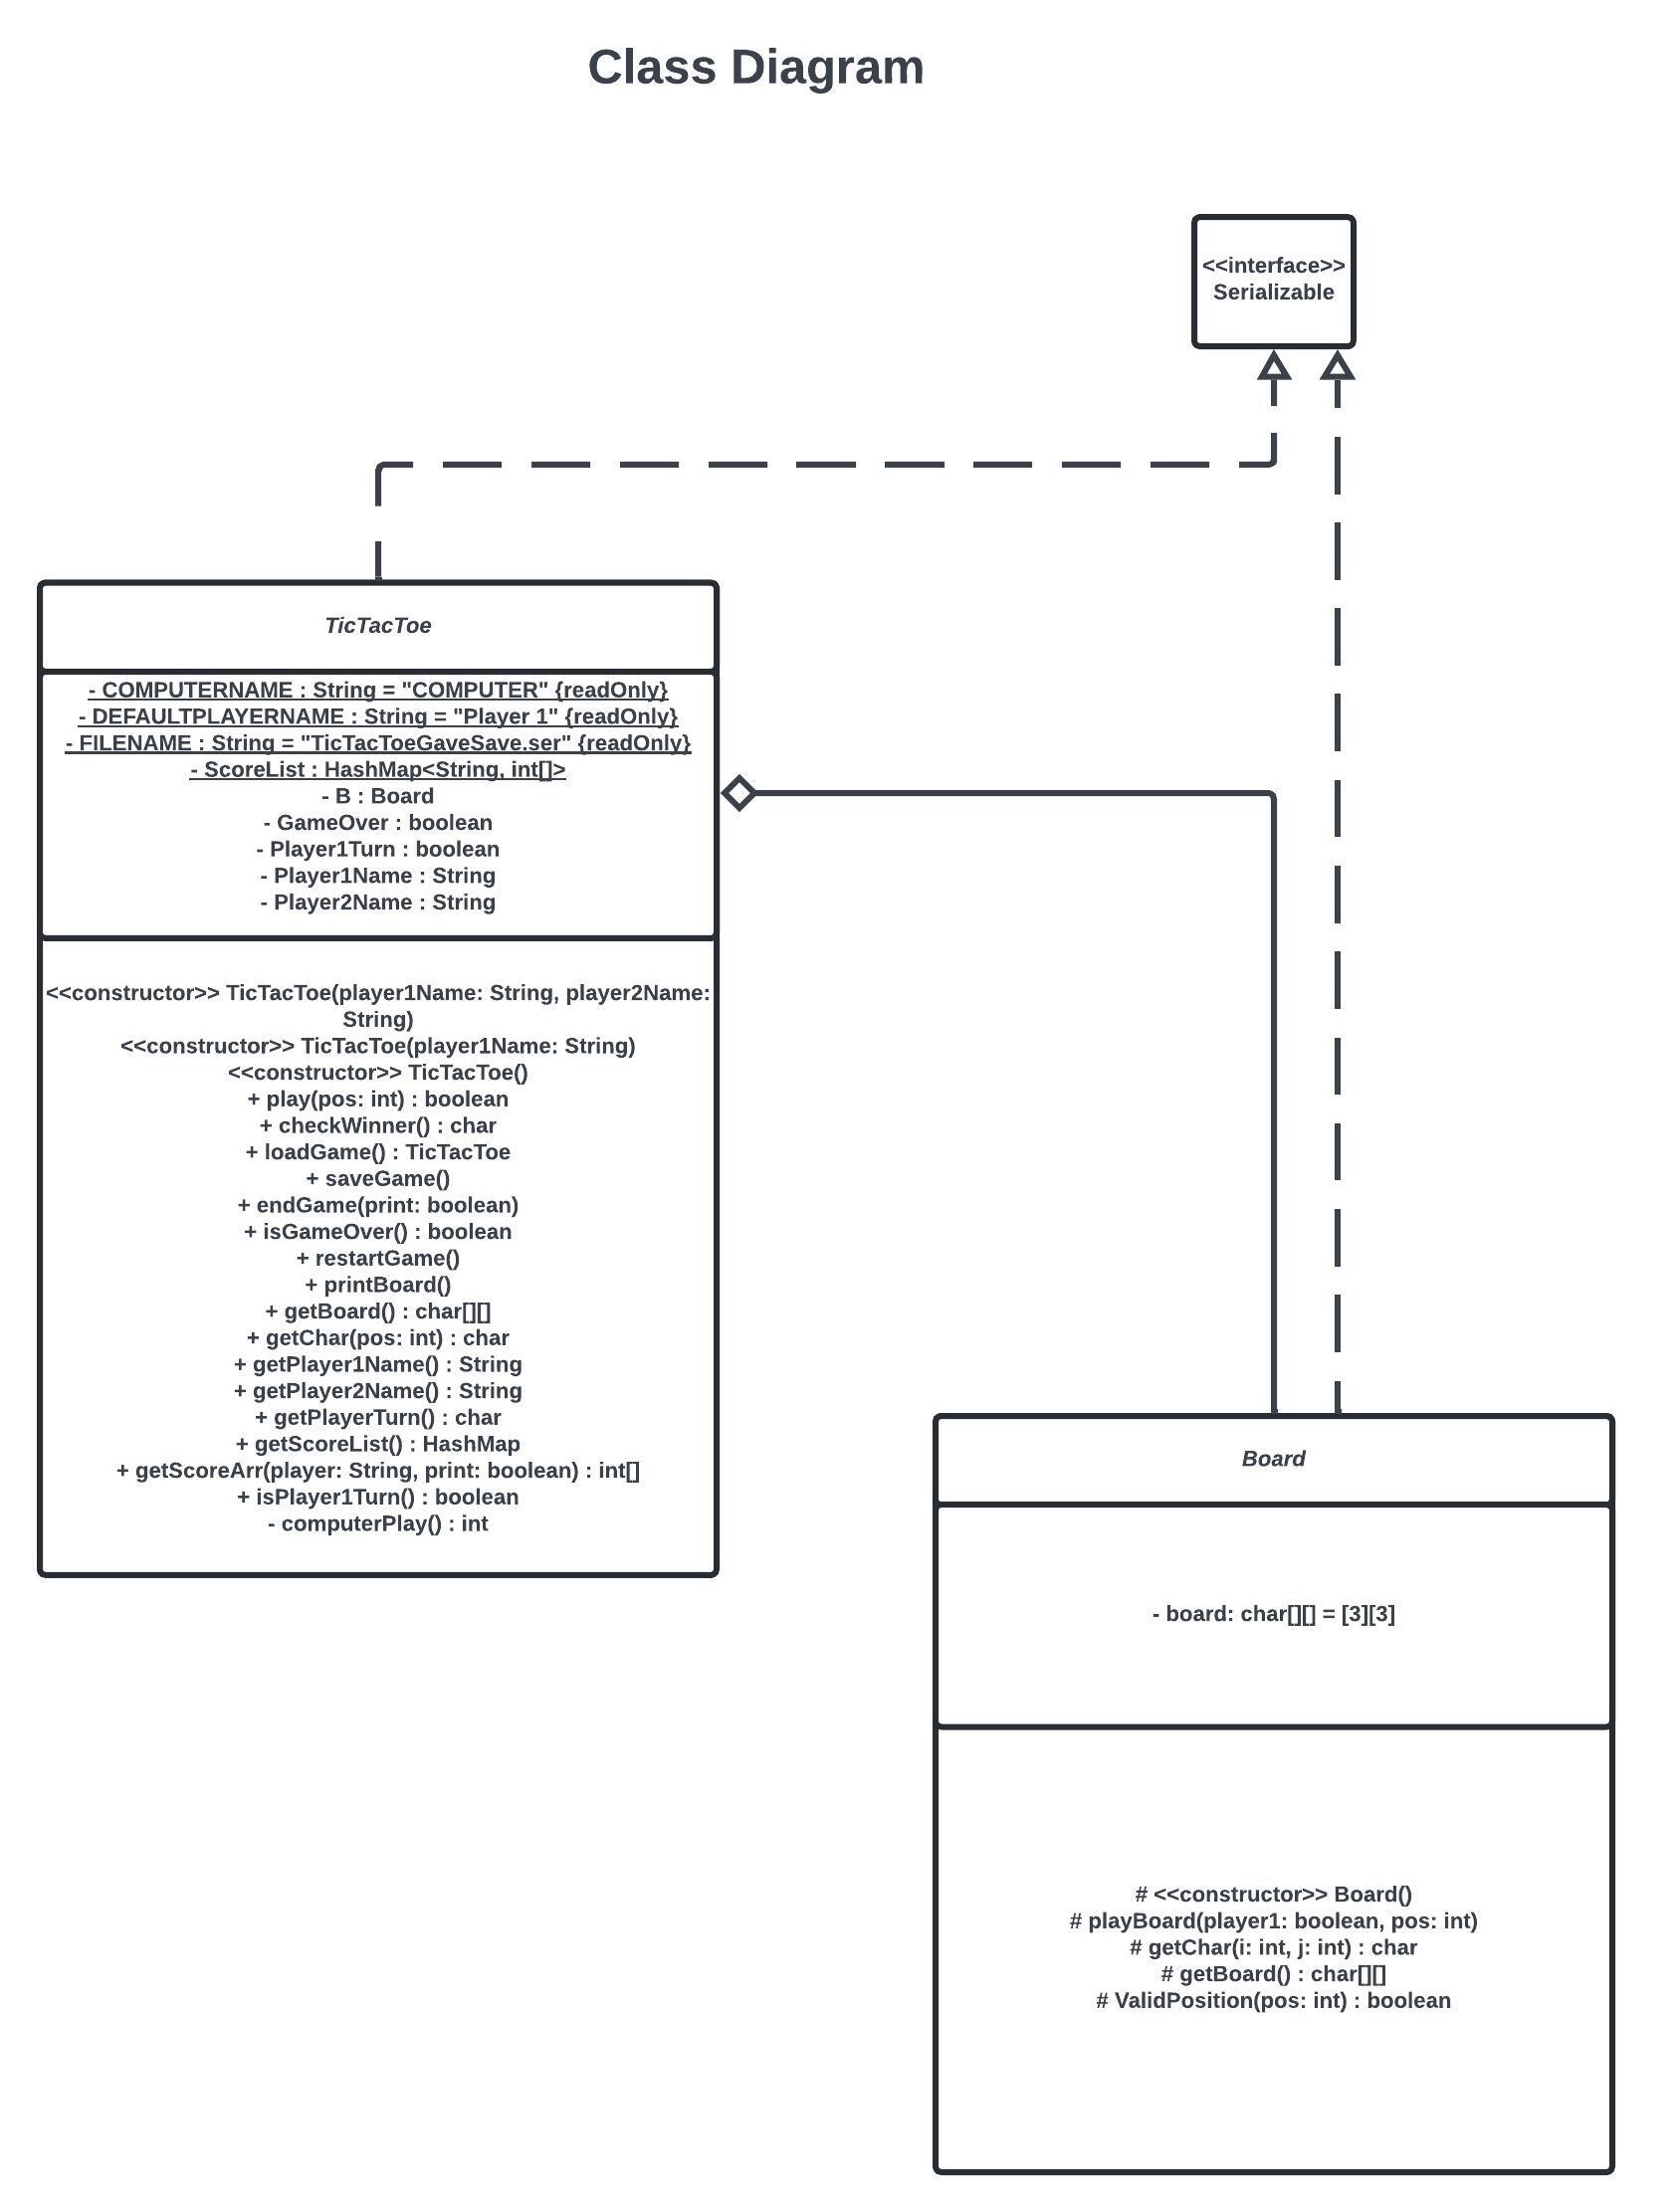 Class Diagram
<<interface>>
Serializable
TicTacToe
- COMPUTERNAME : String = "COMPUTER" {readOnly}
- DEFAULTPLAYERNAME : String = "Player 1" {readOnly}
- FILENAME : String = "TicTacToeGaveSave.ser" {readOnly}
- ScoreList : HashMap<String, int[]>
- B : Board
- GameOver : boolean
- Player1Turn : boolean
- Player1Name : String
- Player2Name : String
<<constructor>> TicTacToe(player1Name: String, player2Name:
String)
<<constructor>> TicTacToe(player1Name: String)
<<constructor>> TicTacToe()
+ play(pos: int) : boolean
+ checkWinner() : char
+ loadGame() : TicTacToe
+ saveGame()
+ endGame(print: boolean)
+ isGameOver() : boolean
+ restartGame()
+ printBoard()
+ getBoard() : char[][]
+ getChar(pos: int) : char
+ getPlayer1Name() : String
+ getPlayer2Name() : String
+ getPlayerTurn() : char
+ getScoreList() : HashMap
+ getScoreArr(player: String, print: boolean) : int[]
+ isPlayer1Turn() : boolean
- computerPlay() : int
Board
- board: char[][] = [3][3]
# <<constructor>> Board()
# playBoard(player1: boolean, pos: int)
# getChar(i: int, j: int) : char
# getBoard() : char[][]
# ValidPosition(pos: int) : boolean